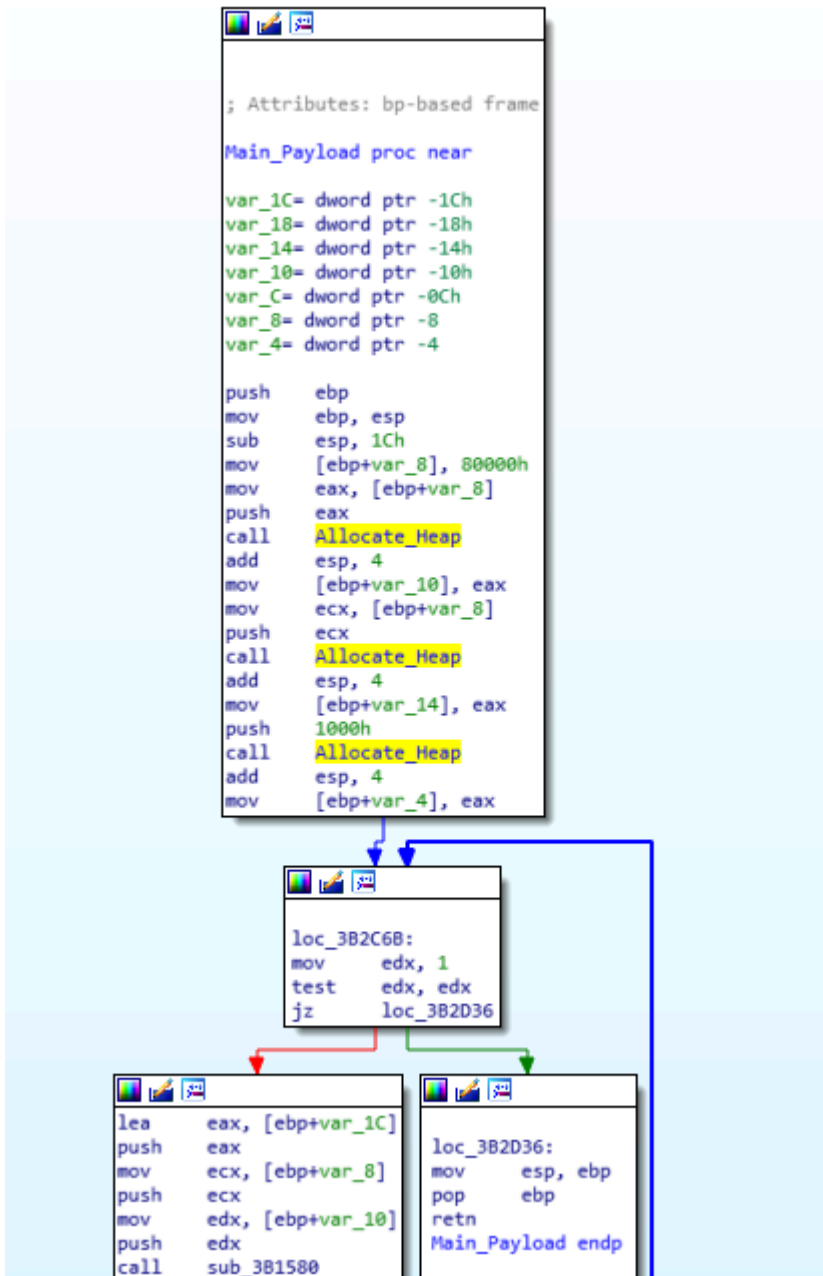 ; Attributes: bp-based frame
Main_Payload proc near
var_1C= dword ptr -1Ch
var_18= dword ptr -18h
var_14= dword ptr -14h
var_10= dword ptr -10h
var_C= dword ptr -0Ch
var_8= dword ptr -8
var_4= dword ptr -4
push ebp
mov ebp, esp
sub esp, 1Ch
mov [ebp+var_8], 80000h
mov eax, [ebp+var_8]
push eax
call Allocate_Heap
add esp, 4
mov [ebp+var_10], eax
mov ecx, [ebp+var_8]
push ecx
call Allocate_Heap
add esp, 4
mov [ebp+var_14], eax
push 1000h
call Allocate_Heap
add esp, 4
mov [ebp+var_4], eax
loc_3B2C6B:
mov edx, 1
test edx, edx
jz loc_3B2D36
lea eax, [ebp+var_1C]
push eax
mov ecx, [ebp+var_8]
push ecx
mov edx, [ebp+var_10]
push edx
call sub_3B1580
loc_3B2D36:
mov esp, ebp
pop ebp
retn
Main_Payload endp